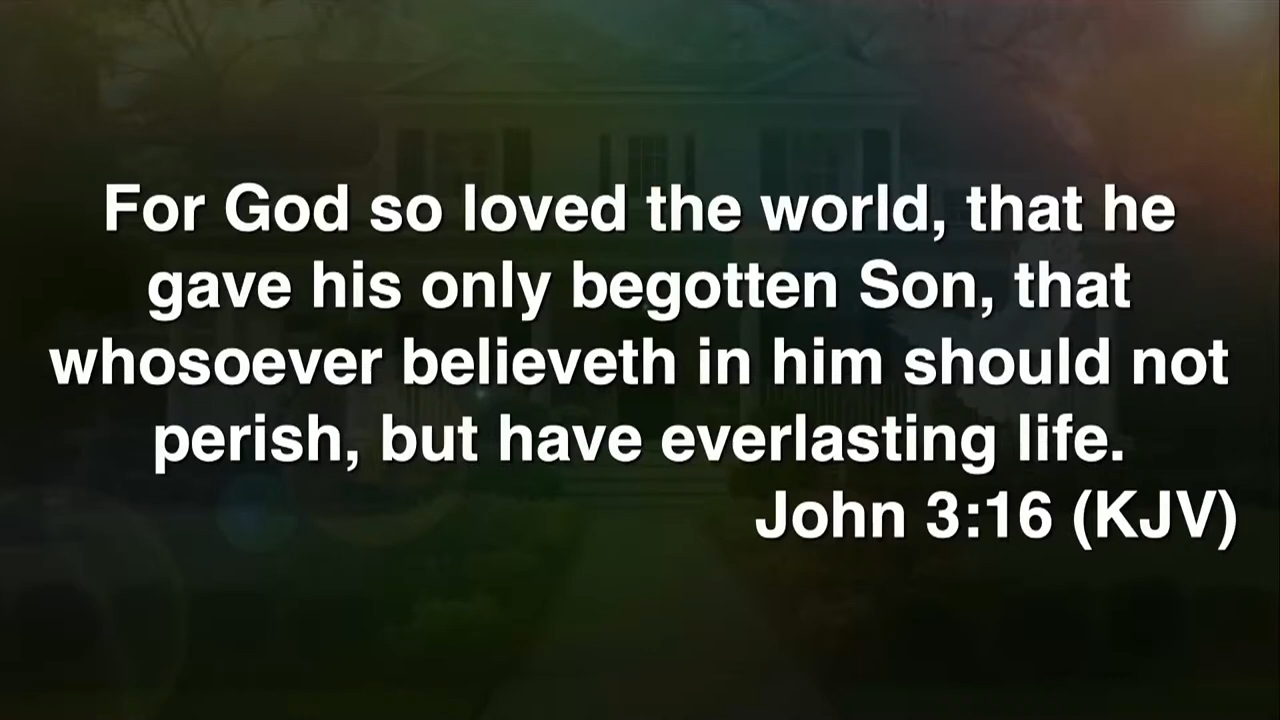 For God so loved the world, that he
gave his only begotten Son, that
whosoever believeth in him should not
perish, but have everlasting life.
John 3:16 (KJV)